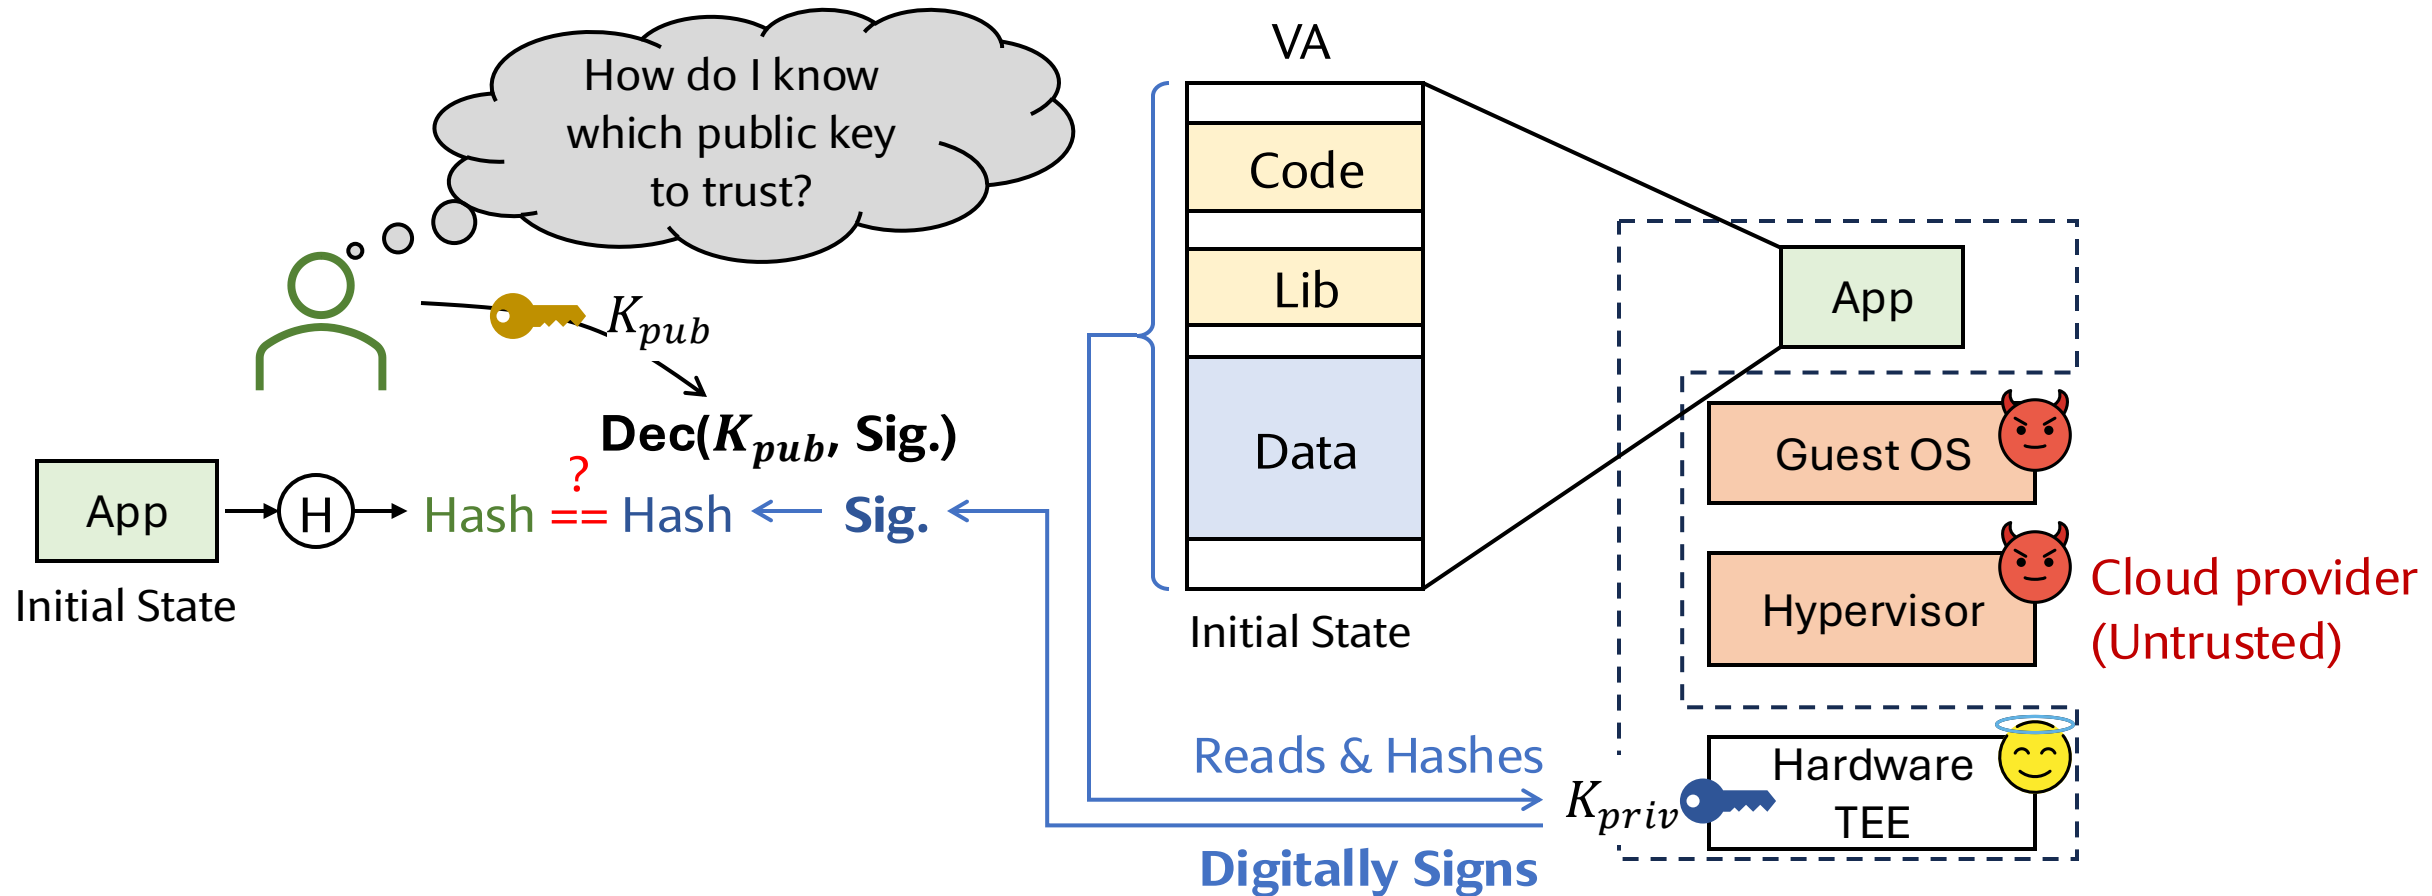 How do I know
which public key
to trust?
K_pub
Dec(K_pub, Sig.)
?
App
H
Hash == Hash
Sig.
Initial State
VA
Code
Lib
Data
Initial State
App
Guest OS
Hypervisor
Cloud provider
(Untrusted)
Reads & Hashes
K_priv
Hardware
TEE
Digitally Signs